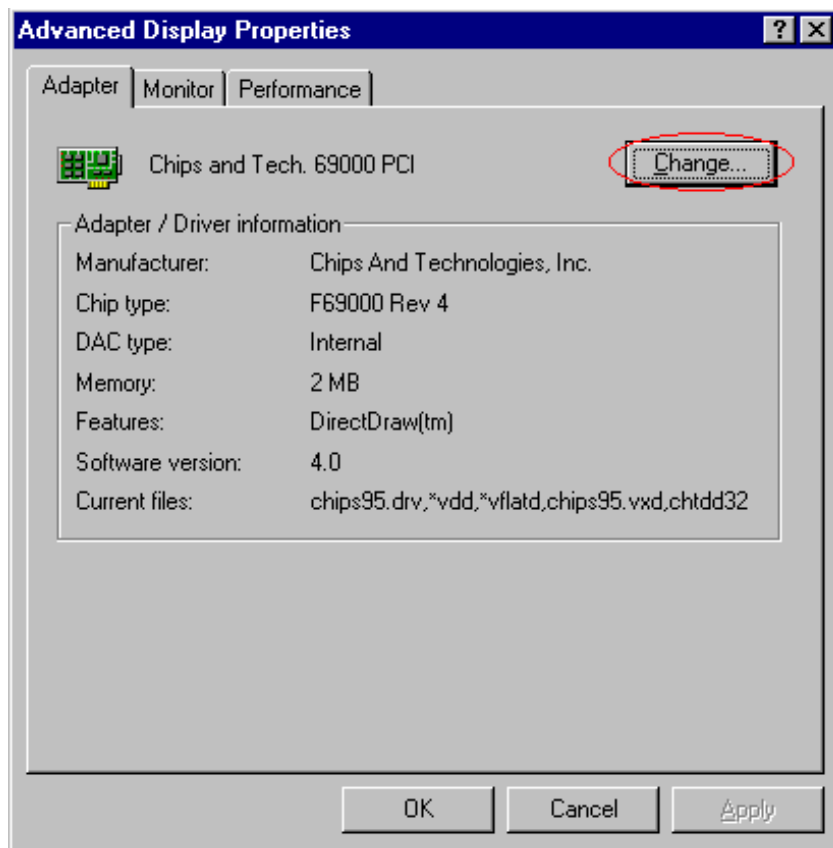 Advanced Display Properties
Adapter Monitor Performance
Chips and Tech. 69000 PCI Change...
Adapter / Driver information
Manufacturer: Chips And Technologies, Inc.
Chip type: F69000 Rev 4
DAC type: Internal
Memory: 2 MB
Features: DirectDraw(tm)
Software version: 4.0
Current files: chips95.drv,*vdd,*vflatd,chips95.vxd,chtdd32
OK Cancel Apply